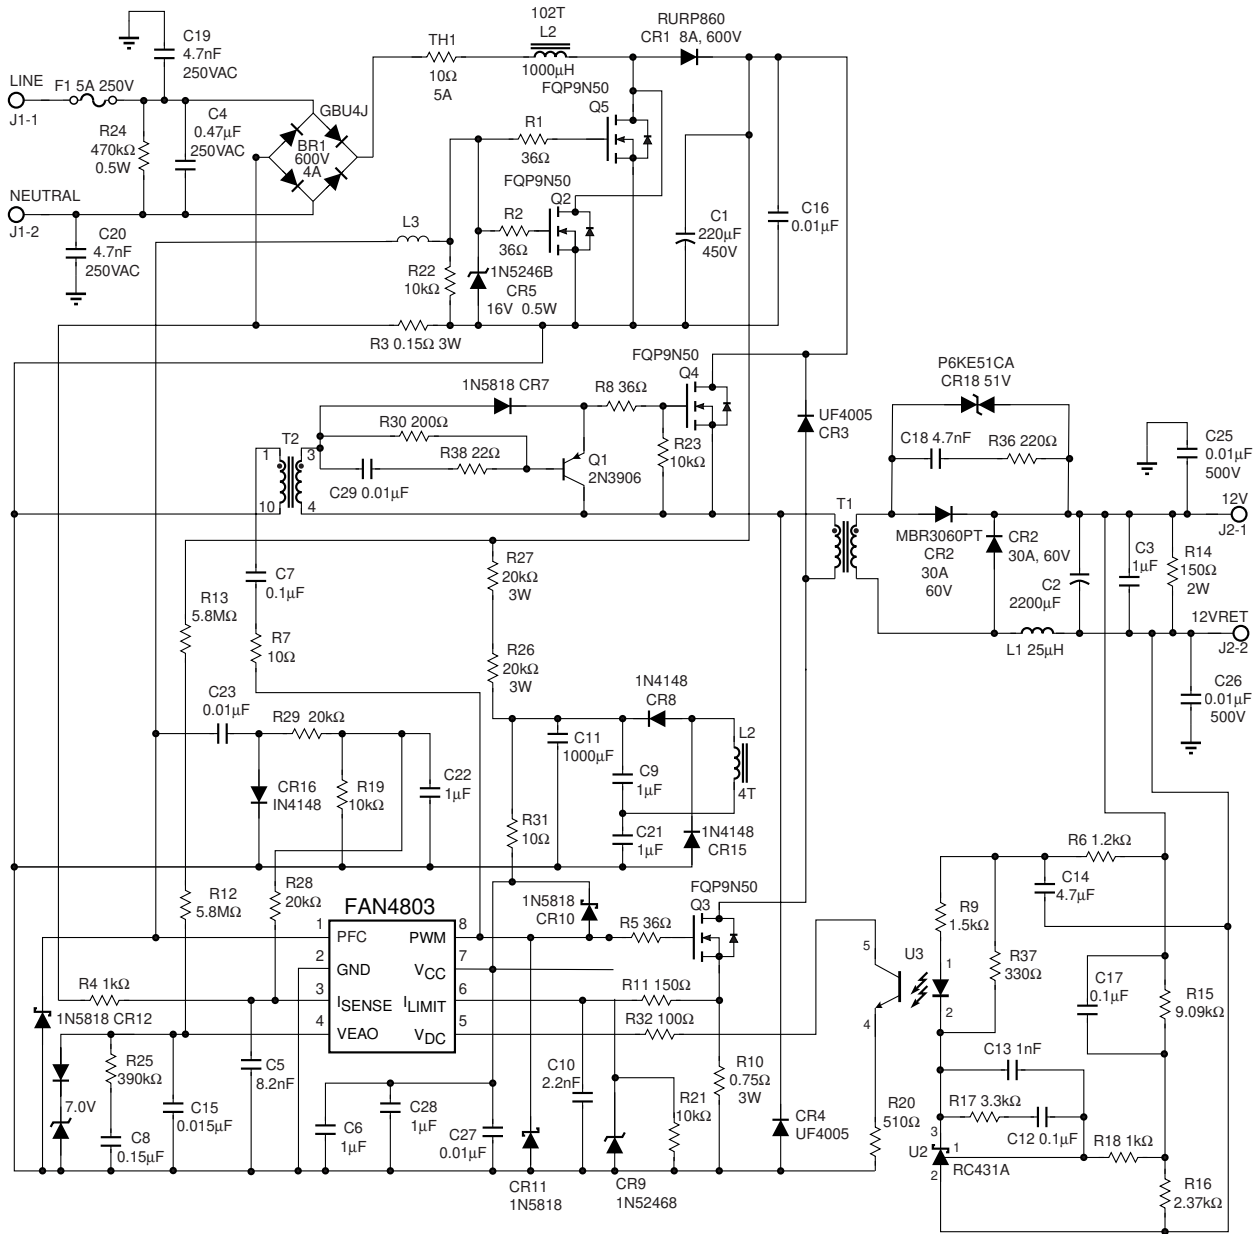 102T
L2
1000µH
RURP860
CR1 8A, 600V
C19
4.7nF
250VAC
TH1
10Ω
5A
LINE
J1-1
F1 5A 250V
GBU4J
BR1
600V
4A
R24
470kΩ
0.5W
C4
0.47µF
250VAC
FQP9N50
Q5
R1
36Ω
FQP9N50
Q2
R2
36Ω
NEUTRAL
J1-2
C20
4.7nF
250VAC
L3
R22
10kΩ
1N5246B
CR5
16V 0.5W
C1
220µF
450V
C16
0.01µF
R3 0.15Ω 3W
FQP9N50
Q4
P6KE51CA
CR18 51V
1N5818 CR7
R8 36Ω
R30 200Ω
R38 22Ω
C29 0.01µF
Q1
2N3906
R23
10kΩ
UF4005
CR3
C18 4.7nF
R36 220Ω
C25
0.01µF
500V
T2
1
3
10
4
T1
12V
J2-1
MBR3060PT
CR2
30A
60V
CR2
30A, 60V
C2
2200µF
C3
1µF
R14
150Ω
2W
12VRET
J2-2
L1 25µH
C26
0.01µF
500V
R27
20kΩ
3W
R13
5.8MΩ
C7
0.1µF
R7
10Ω
R26
20kΩ
3W
C23
0.01µF
R29 20kΩ
1N4148
CR8
C11
1000µF
L2
4T
CR16
IN4148
R19
10kΩ
C22
1µF
C9
1µF
R31
10Ω
C21
1µF
1N4148
CR15
R6 1.2kΩ
R12
5.8MΩ
R28
20kΩ
FAN4803
1
PFC
2
GND
3
ISENSE
4
VEAO
PWM
8
VCC
7
ILIMIT
6
VDC
5
1N5818
CR10
FQP9N50
Q3
R5 36Ω
R11 150Ω
R32 100Ω
R4 1kΩ
1N5818 CR12
5
U3
4
1
2
R9
1.5kΩ
C14
4.7µF
R37
330Ω
C17
0.1µF
R15
9.09kΩ
R25
390kΩ
7.0V
C8
0.15µF
C15
0.015µF
C5
8.2nF
C6
1µF
C28
1µF
C27
0.01µF
C10
2.2nF
R21
10kΩ
R10
0.75Ω
3W
CR4
UF4005
R20
510Ω
C13 1nF
R17 3.3kΩ
C12 0.1µF
R18 1kΩ
3
U2
1
2
RC431A
R16
2.37kΩ
CR11
1N5818
CR9
1N52468